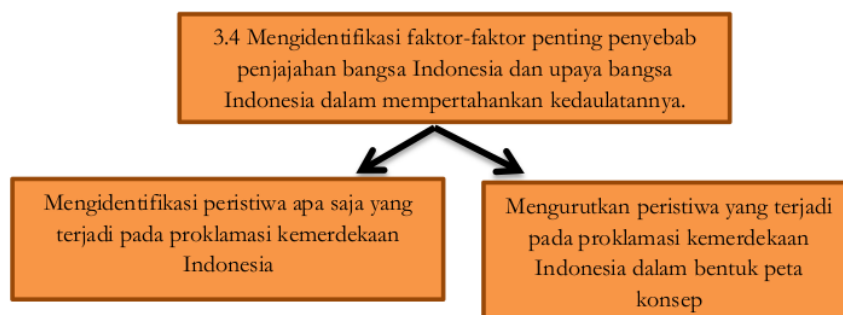 3.4 Mengidentifikasi faktor-faktor penting penyebab
penjajahan bangsa Indonesia dan upaya bangsa
Indonesia dalam mempertahankan kedaulatannya.
Mengidentifikasi peristiwa apa saja yang
terjadi pada proklamasi kemerdekaan
Indonesia
Mengurutkan peristiwa yang terjadi
pada proklamasi kemerdekaan
Indonesia dalam bentuk peta
konsep